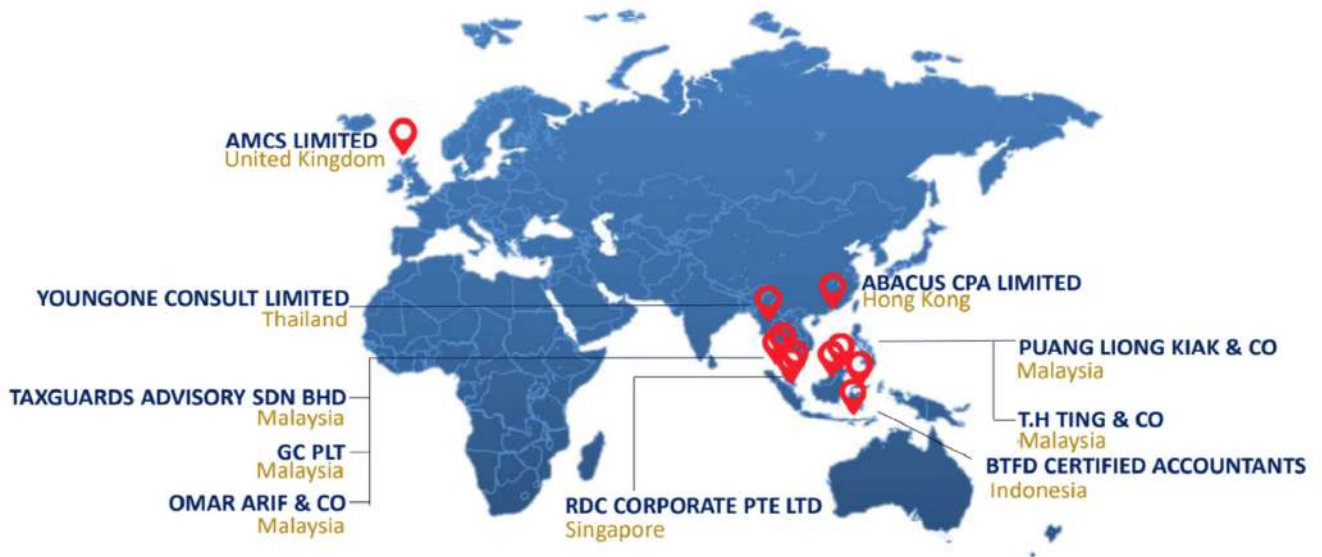 AMCS LIMITED
United Kingdom
YOUNGONE CONSULT LIMITED
Thailand
ABACUS CPA LIMITED
Hong Kong
PUANG LIONG KIAK & CO
Malaysia
TAXGUARDS ADVISORY SDN BHD
Malaysia
T.H TING & CO
Malaysia
GC PLT
Malaysia
BTFD CERTIFIED ACCOUNTANTS
Indonesia
OMAR ARIF & CO
Malaysia
RDC CORPORATE PTE LTD
Singapore